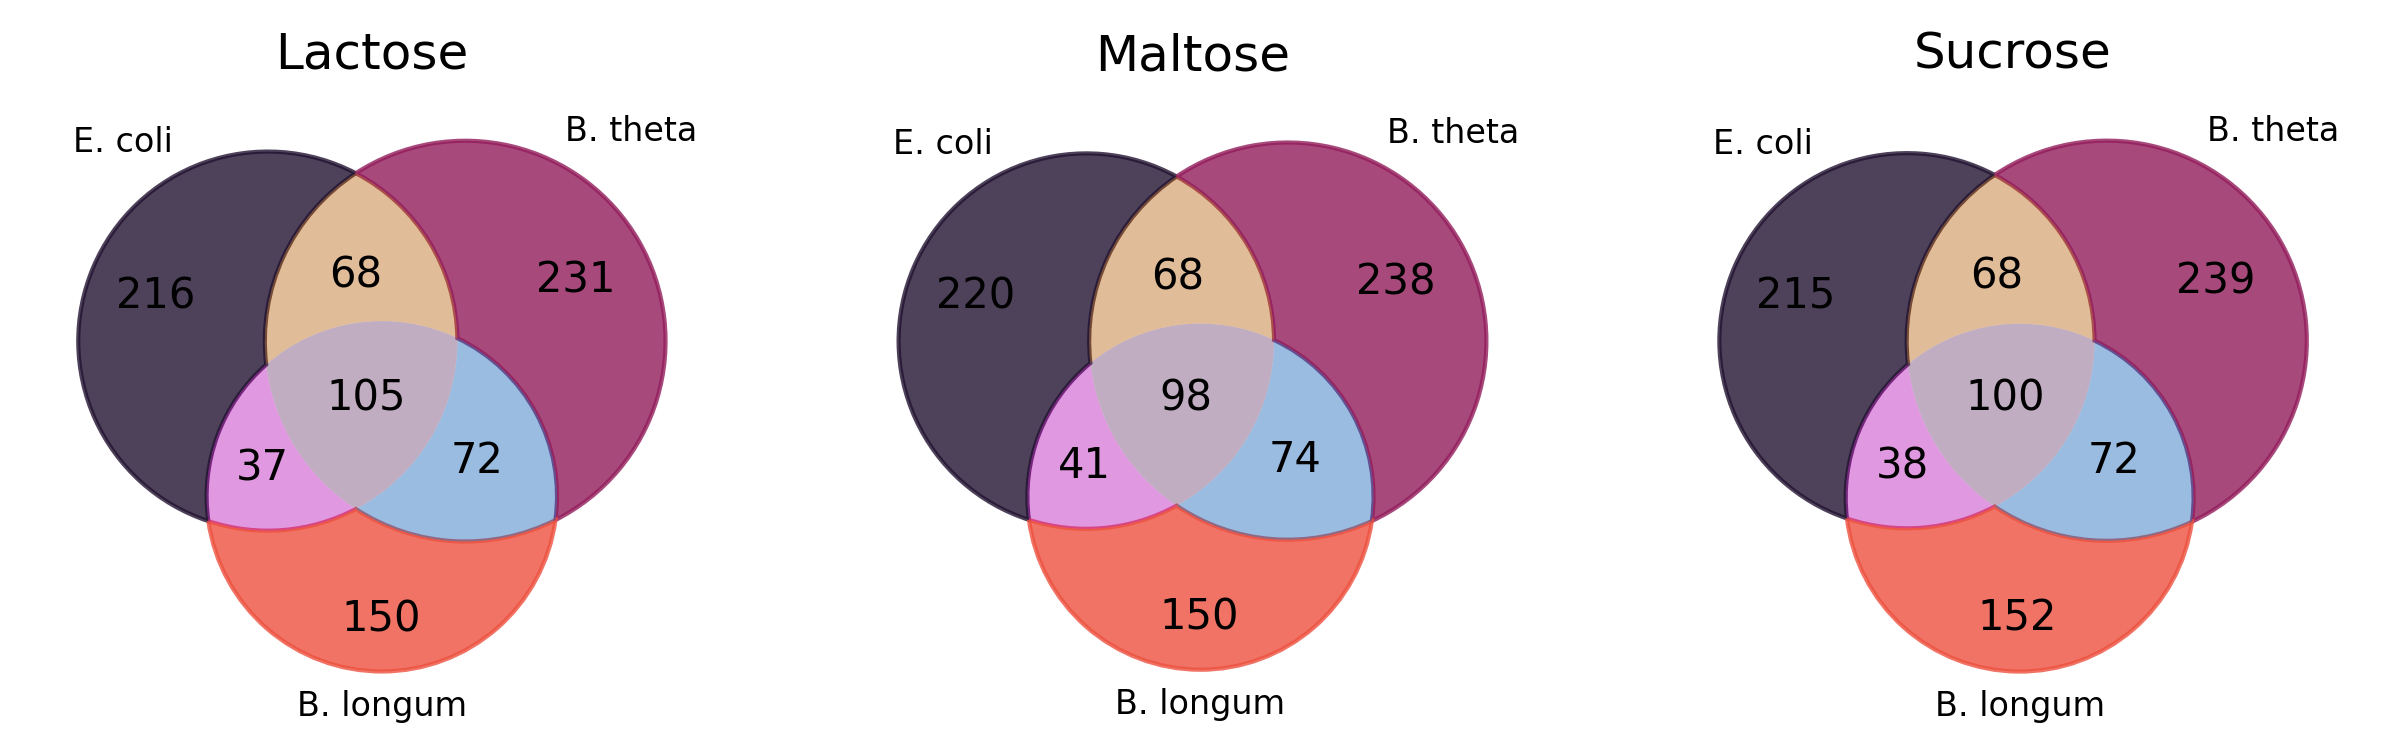 Lactose
E. coli
B. theta
216
68
231
105
37
72
150
B. longum
Maltose
E. coli
B. theta
220
68
238
98
41
74
150
B. longum
Sucrose
E. coli
B. theta
215
68
239
100
38
72
152
B. longum